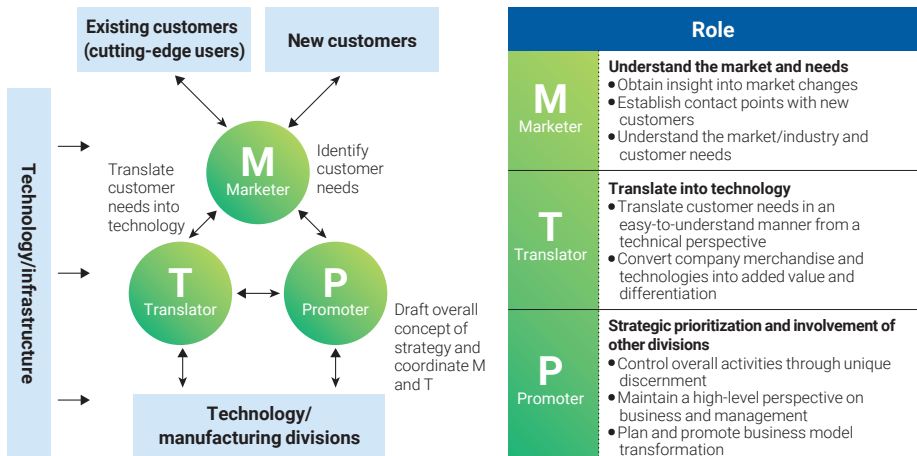 Existing customers
(cutting-edge users)
New customers
Technology/infrastructure
M
Marketer
Identify
customer
needs
Translate
customer
needs into
technology
T
Translator
P
Promoter
Draft overall
concept of
strategy and
coordinate M
and T
Technology/
manufacturing divisions
Role
M
Marketer
Understand the market and needs
●Obtain insight into market changes
●Establish contact points with new
customers
●Understand the market/industry and
customer needs
T
Translator
Translate into technology
●Translate customer needs in an
easy-to-understand manner from a
technical perspective
●Convert company merchandise and
technologies into added value and
differentiation
P
Promoter
Strategic prioritization and involvement of
other divisions
●Control overall activities through unique
discernment
●Maintain a high-level perspective on
business and management
●Plan and promote business model
transformation